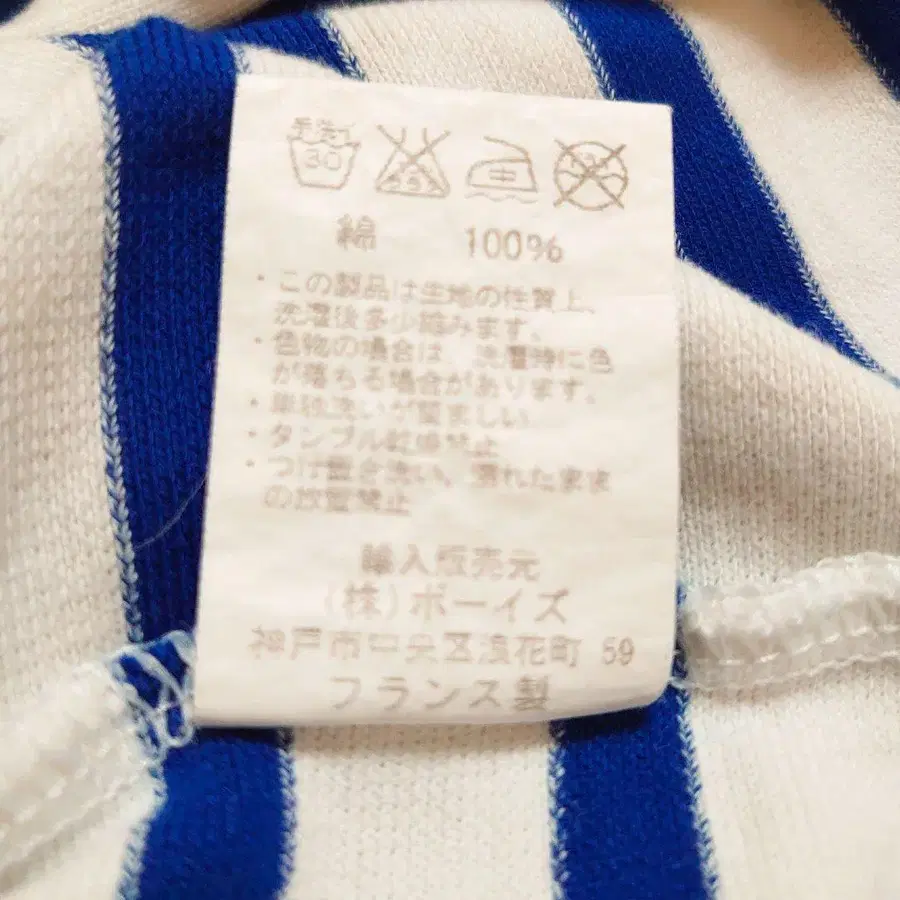 手洗イ
30
中
綿 100%
・この製品は生地の性質上、
洗濯後多少縮みます。
・色物の場合は、洗濯時に色
が落ちる場合があります。
・単独洗いが望ましい。
・タンブル乾燥禁止
・つけ置合洗い、濡れたまま
の放置禁止
輸入販売元
(株)ボーイズ
神戸市中央区浪花町 59
フランス製